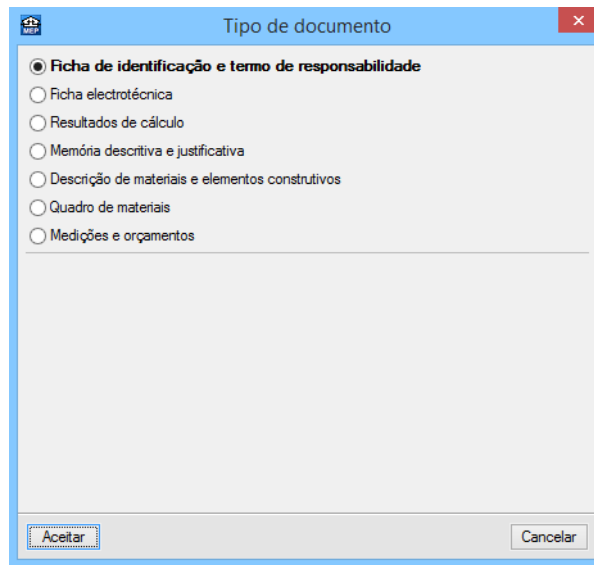 MEP
Tipo de documento
Ficha de identificação e termo de responsabilidade
Ficha electrotécnica
Resultados de cálculo
Memória descritiva e justificativa
Descrição de materiais e elementos construtivos
Quadro de materiais
Medições e orçamentos
Aceitar
Cancelar